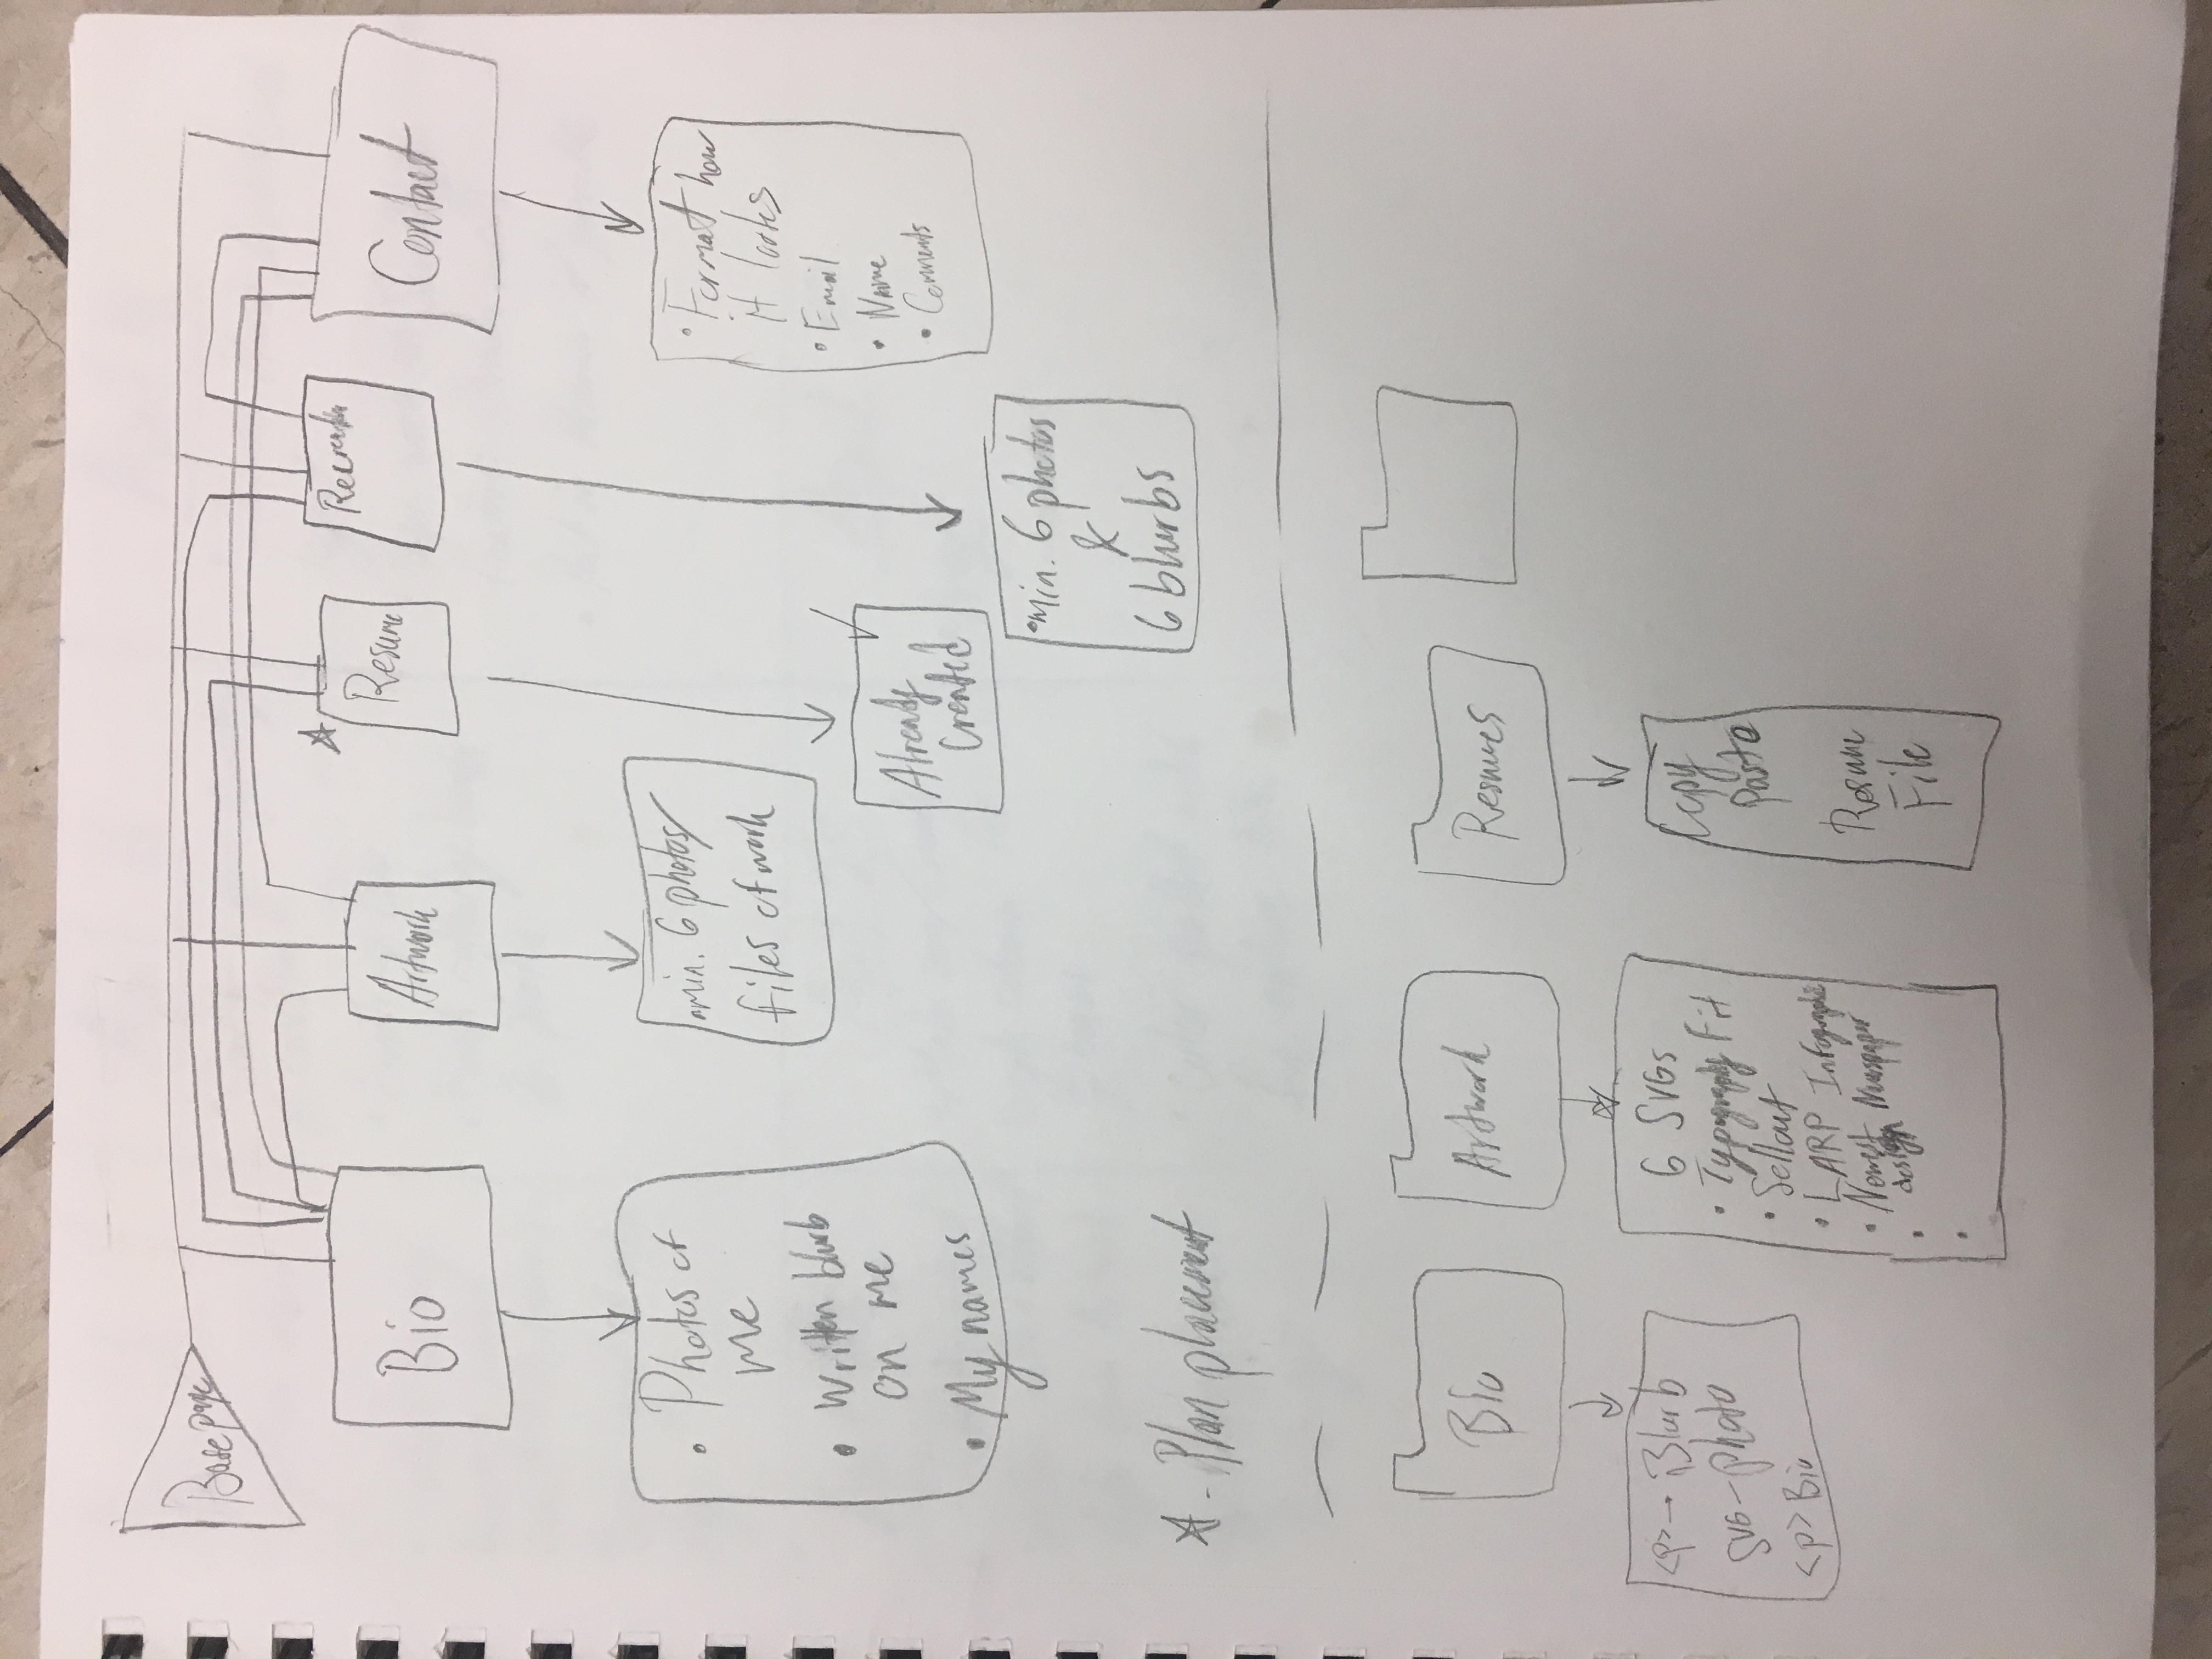 Base page
Bio
Artwork
Resume
Recreation
Contact
• Photos of
me
• Written blurb
on me
• My names
• min. 6 photos/
files of work
Already
Created
• min. 6 photos
&
6 blurbs
• Format how
it looks
• Email
• Name
• Comments
☆ - Plan placement
Bio
Artwork
Resumes
<p> → Blurb
SVG - photo
<p> Bio
6 SVGs
• Typography Fit
• Sellout
• LARP Infographic
• Newest Newspaper
design
•
•
Copy
Paste
Resume
File